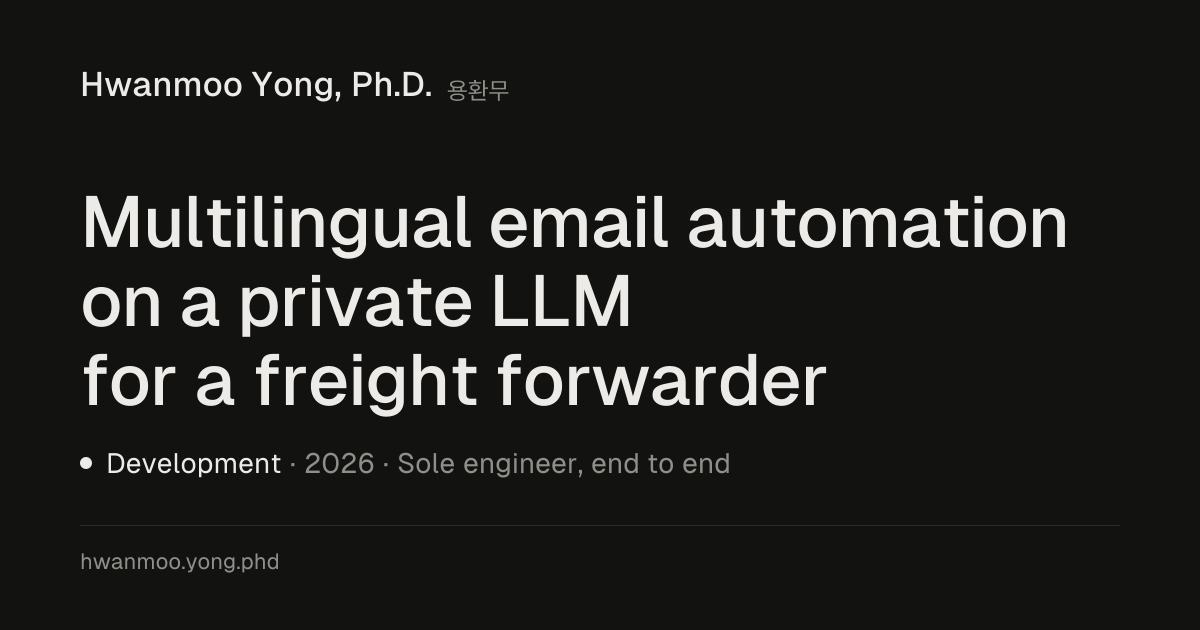 Hwanmoo Yong, Ph.D. 용환무
Multilingual email automation
on a private LLM
for a freight forwarder
Development · 2026 · Sole engineer, end to end
hwanmoo.yong.phd